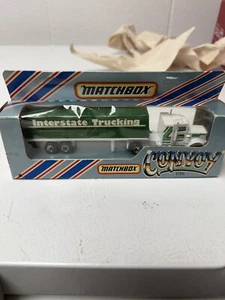 MATCHBOX
Interstate Trucking
CONVOY
MATCHBOX